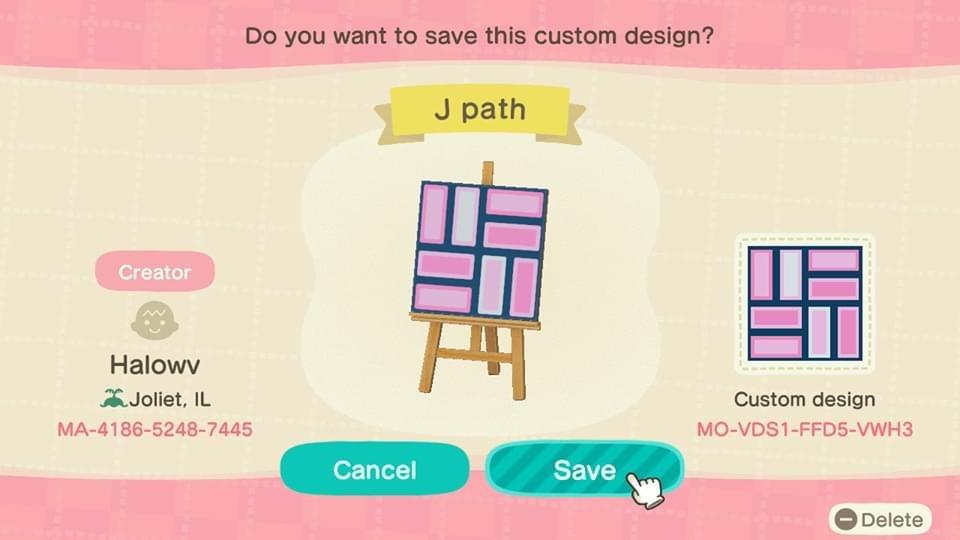 Do you want to save this custom design?
J path
Creator
Halowv
Joliet, IL
MA-4186-5248-7445
Custom design
MO-VDS1-FFD5-VWH3
Cancel
Save
Delete